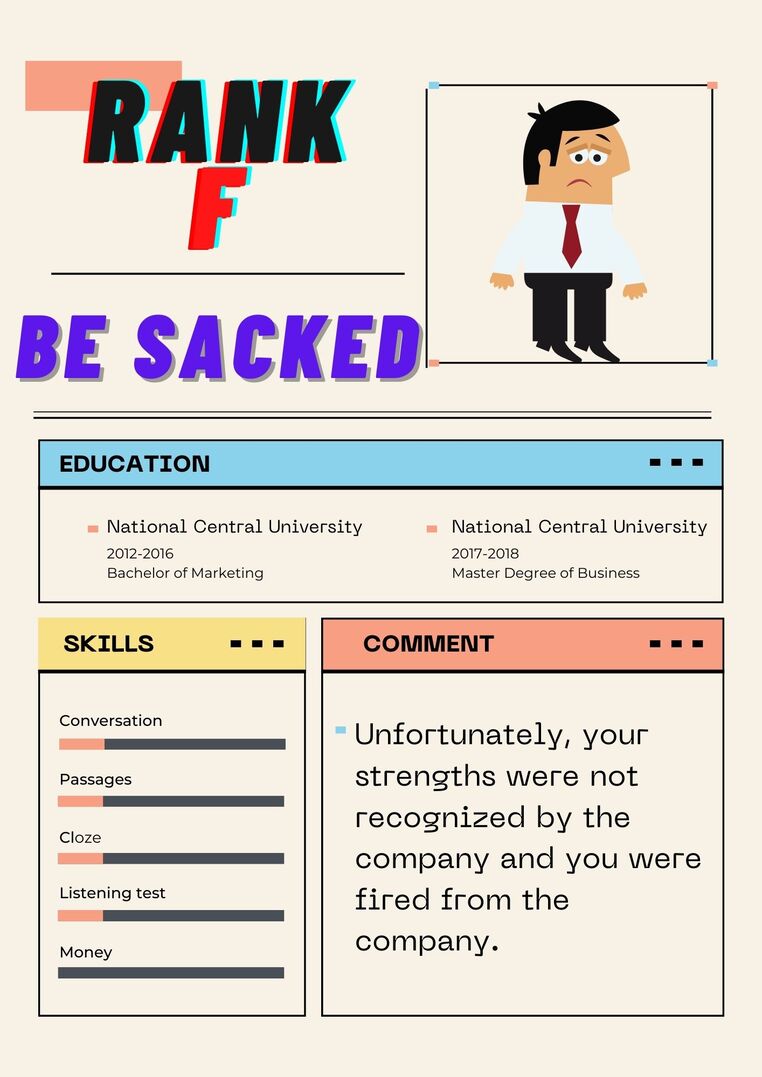 RANK
F
BE SACKED
EDUCATION
National Central University
2012-2016
Bachelor of Marketing
National Central University
2017-2018
Master Degree of Business
SKILLS
Conversation
Passages
Cloze
Listening test
Money
COMMENT
Unfortunately, your
strengths were not
recognized by the
company and you were
fired from the
company.